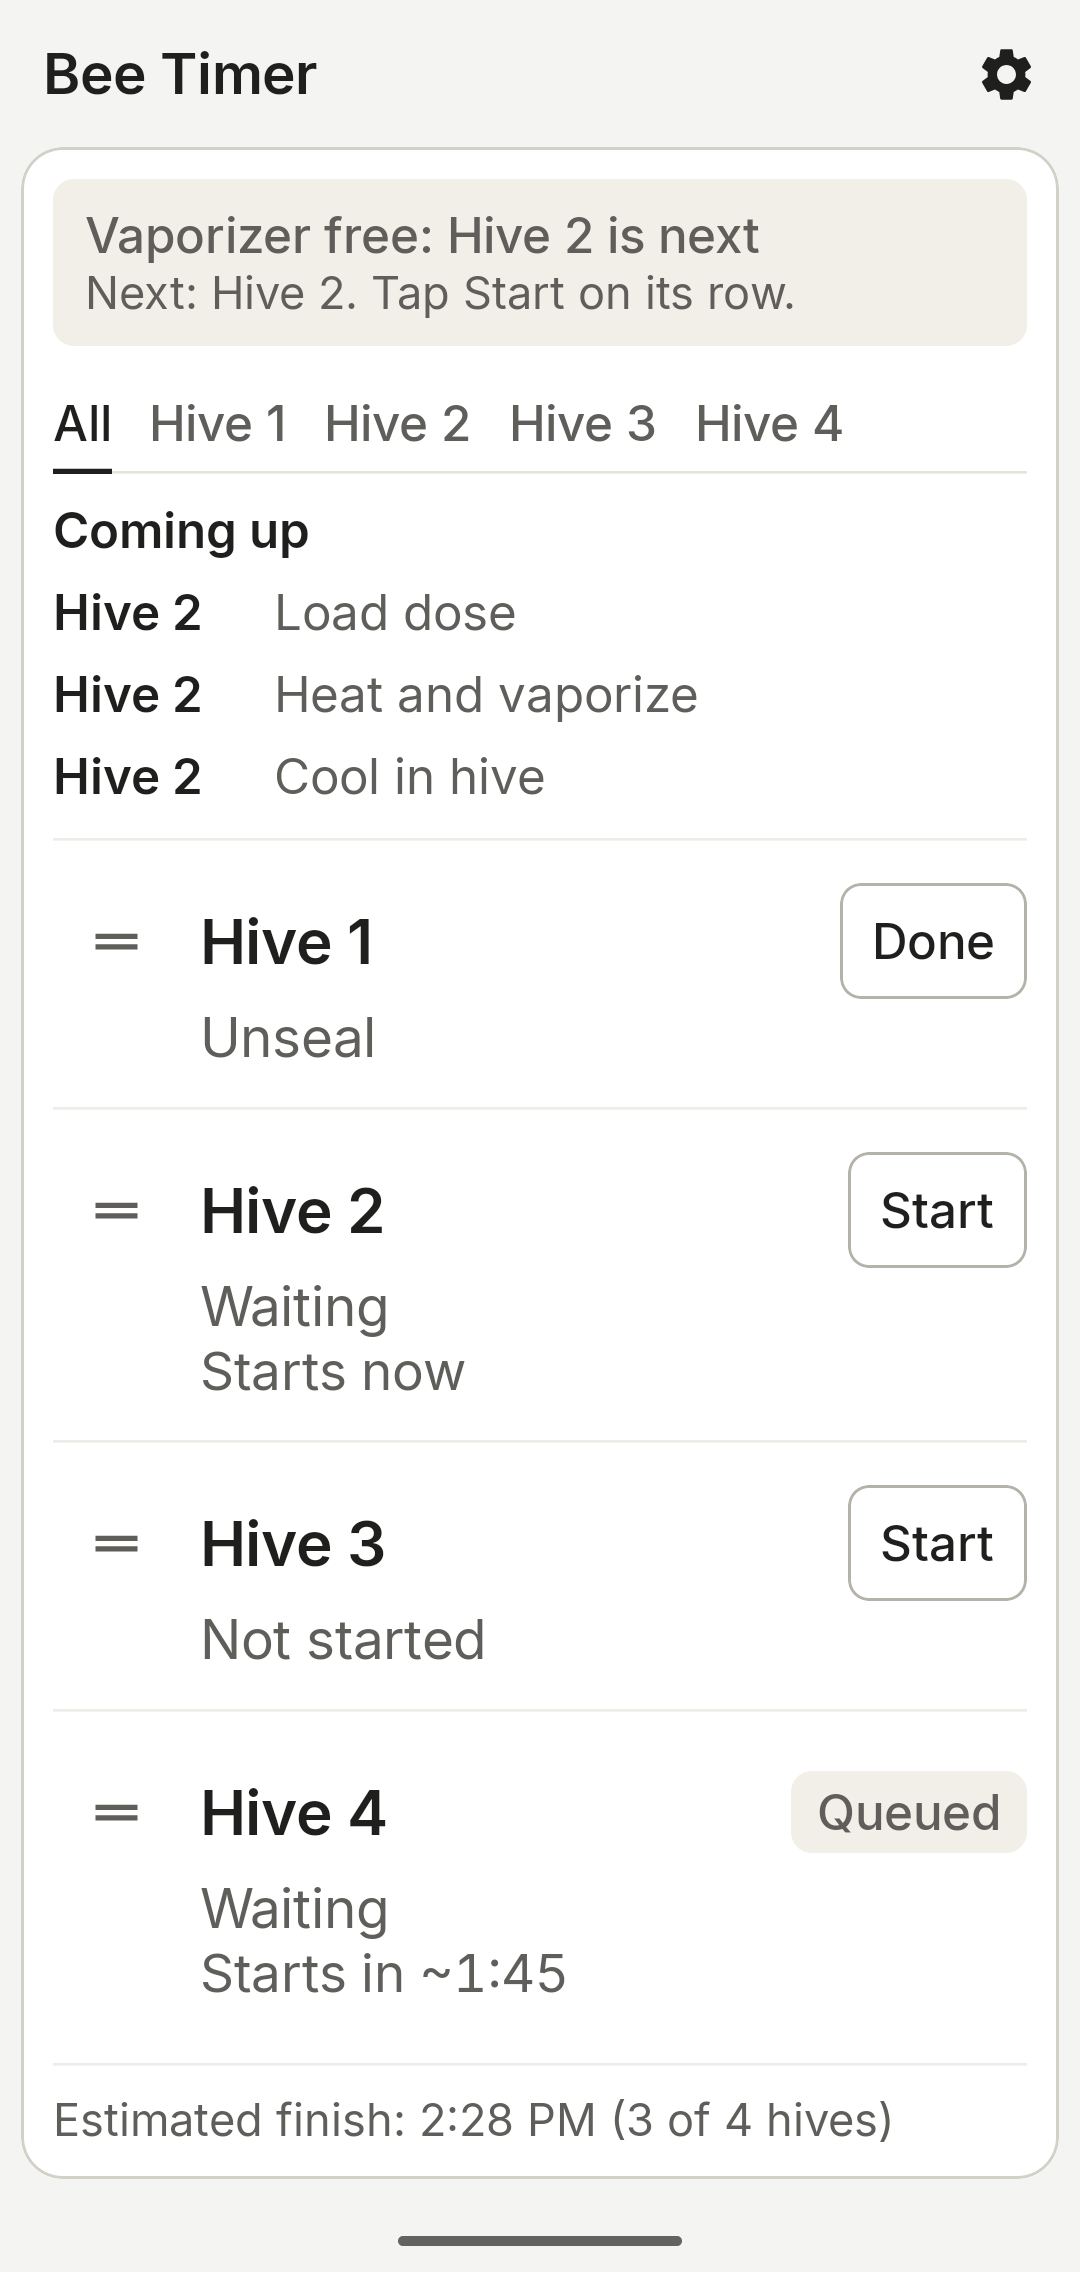 Bee Timer
Vaporizer free: Hive 2 is next
Next: Hive 2. Tap Start on its row.
All Hive 1 Hive 2 Hive 3 Hive 4
Coming up
Hive 2 Load dose
Hive 2 Heat and vaporize
Hive 2 Cool in hive
Hive 1 Done
Unseal
Hive 2 Start
Waiting
Starts now
Hive 3 Start
Not started
Hive 4 Queued
Waiting
Starts in ~1:45
Estimated finish: 2:28 PM (3 of 4 hives)